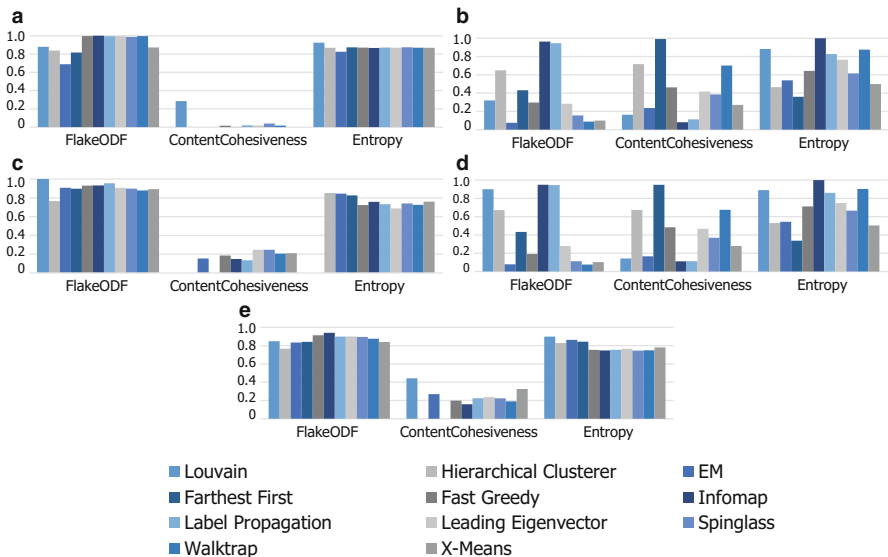 a
1.0
0.8
0.6
0.4
0.2
0
FlakeODF ContentCohesiveness Entropy
b
1.0
0.8
0.6
0.4
0.2
0
FlakeODF ContentCohesiveness Entropy
c
1.0
0.8
0.6
0.4
0.2
0
FlakeODF ContentCohesiveness Entropy
d
1.0
0.8
0.6
0.4
0.2
0
FlakeODF ContentCohesiveness Entropy
e
1.0
0.8
0.6
0.4
0.2
0
FlakeODF ContentCohesiveness Entropy
Louvain Hierarchical Clusterer EM
Farthest First Fast Greedy Infomap
Label Propagation Leading Eigenvector Spinglass
Walktrap X-Means